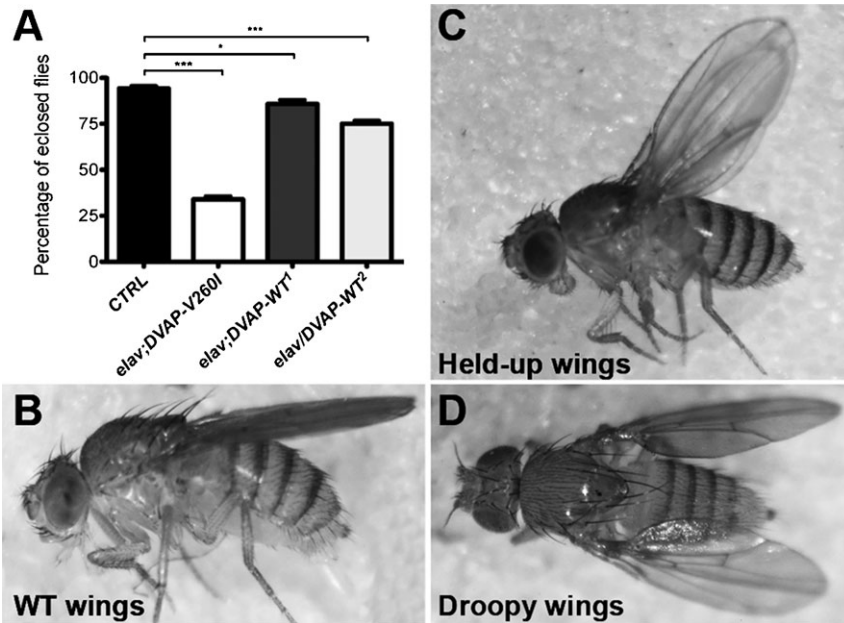 A
***
*
***
Percentage of eclosed flies
100
75
50
25
0
CTRL
elav;DVAP-V260I
elav;DVAP-WT¹
elav/DVAP-WT²
C
Held-up wings
B
WT wings
D
Droopy wings